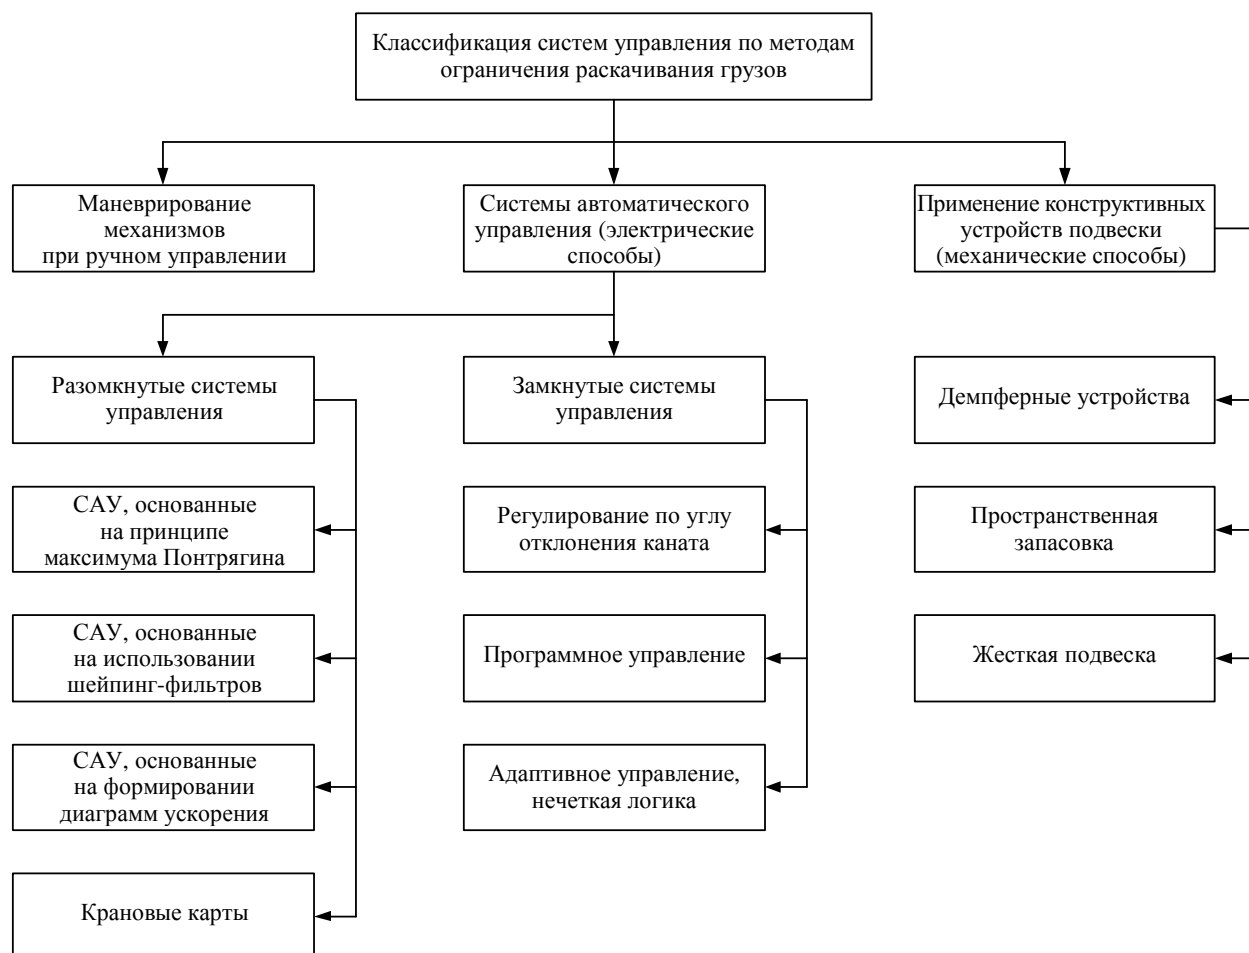 Классификация систем управления по методам
ограничения раскачивания грузов
Маневрирование
механизмов
при ручном управлении
Системы автоматического
управления (электрические
способы)
Применение конструктивных
устройств подвески
(механические способы)
Разомкнутые системы
управления
Замкнутые системы
управления
Демпферные устройства
САУ, основанные
на принципе
максимума Понтрягина
Регулирование по углу
отклонения каната
Пространственная
запасовка
САУ, основанные
на использовании
шейпинг-фильтров
Программное управление
Жесткая подвеска
САУ, основанные
на формировании
диаграмм ускорения
Адаптивное управление,
нечеткая логика
Крановые карты